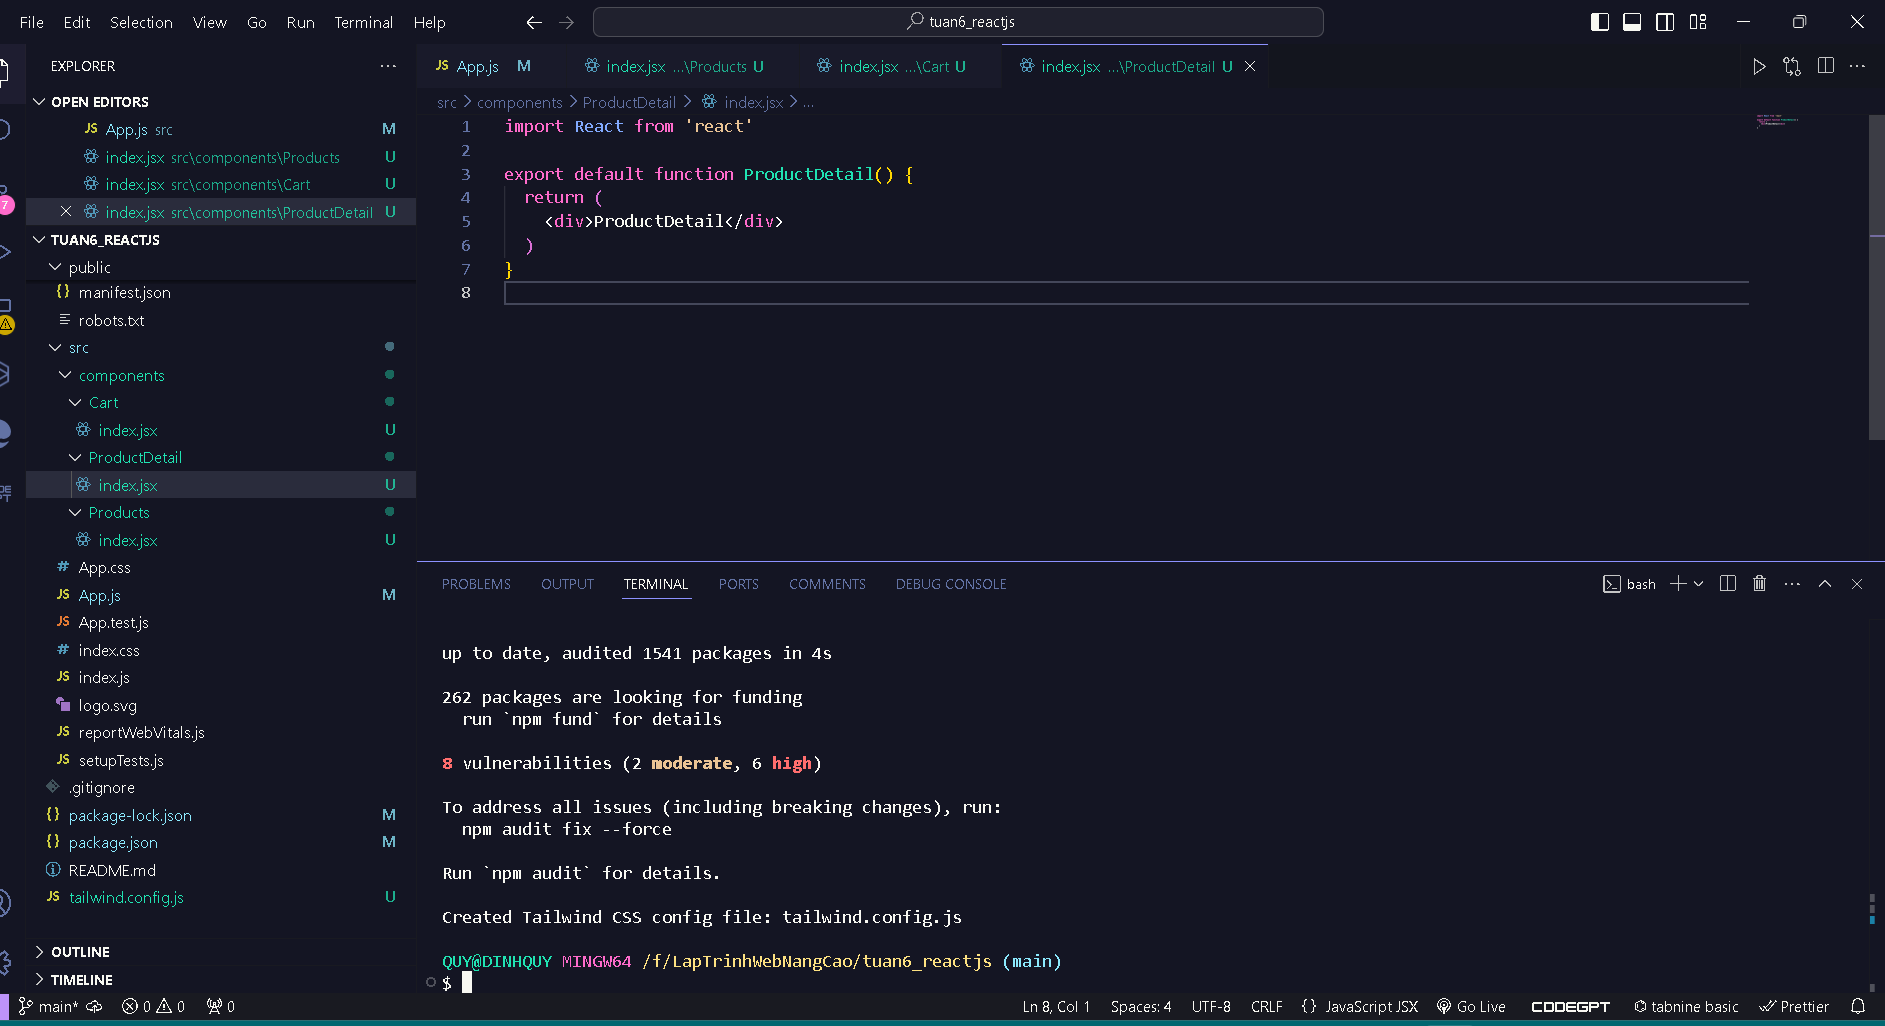 File Edit Selection View Go Run Terminal Help
tuan6_reactjs
EXPLORER
OPEN EDITORS
JS App.js src M
index.jsx src\components\Products U
index.jsx src\components\Cart U
index.jsx src\components\ProductDetail U
TUAN6_REACTJS
public
{} manifest.json
robots.txt
src
components
Cart
index.jsx U
ProductDetail
index.jsx U
Products
index.jsx U
# App.css
JS App.js M
JS App.test.js
# index.css
JS index.js
logo.svg
JS reportWebVitals.js
JS setupTests.js
.gitignore
{} package-lock.json M
{} package.json M
README.md
JS tailwind.config.js U
OUTLINE
TIMELINE
7
JS App.js M
index.jsx ...\Products U
index.jsx ...\Cart U
index.jsx ...\ProductDetail U
src > components > ProductDetail > index.jsx > ...
1 import React from 'react'
2
3 export default function ProductDetail() {
4 return (
5 <div>ProductDetail</div>
6 )
7 }
8
PROBLEMS OUTPUT TERMINAL PORTS COMMENTS DEBUG CONSOLE
bash
up to date, audited 1541 packages in 4s
262 packages are looking for funding
run `npm fund` for details
8 vulnerabilities (2 moderate, 6 high)
To address all issues (including breaking changes), run:
npm audit fix --force
Run `npm audit` for details.
Created Tailwind CSS config file: tailwind.config.js
QUY@DINHQUY MINGW64 /f/LapTrinhWebNangCao/tuan6_reactjs (main)
$
main* 0 0 0
Ln 8, Col 1 Spaces: 4 UTF-8 CRLF {} JavaScript JSX Go Live CODEGPT tabnine basic Prettier